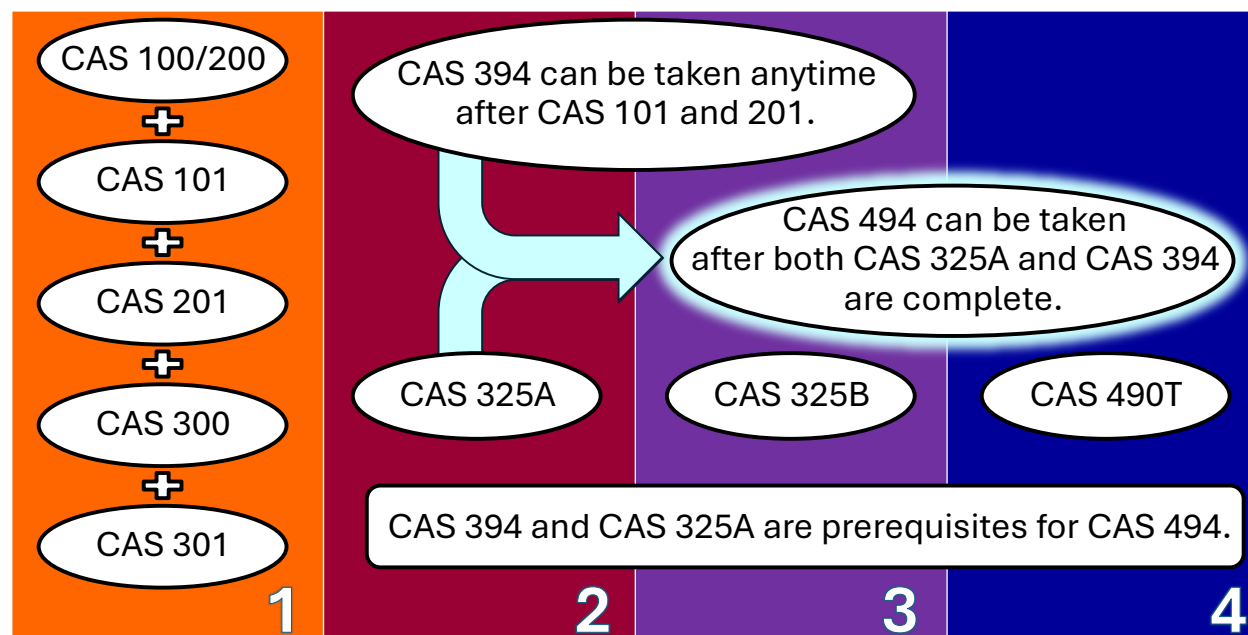 CAS 100/200
CAS 101
CAS 201
CAS 300
CAS 301
1
CAS 394 can be taken anytime
after CAS 101 and 201.
CAS 494 can be taken
after both CAS 325A and CAS 394
are complete.
CAS 325A
CAS 325B
CAS 490T
CAS 394 and CAS 325A are prerequisites for CAS 494.
2
3
4